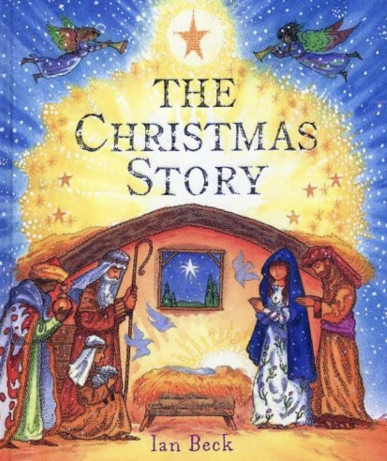 THE
CHRISTMAS
STORY
Ian Beck